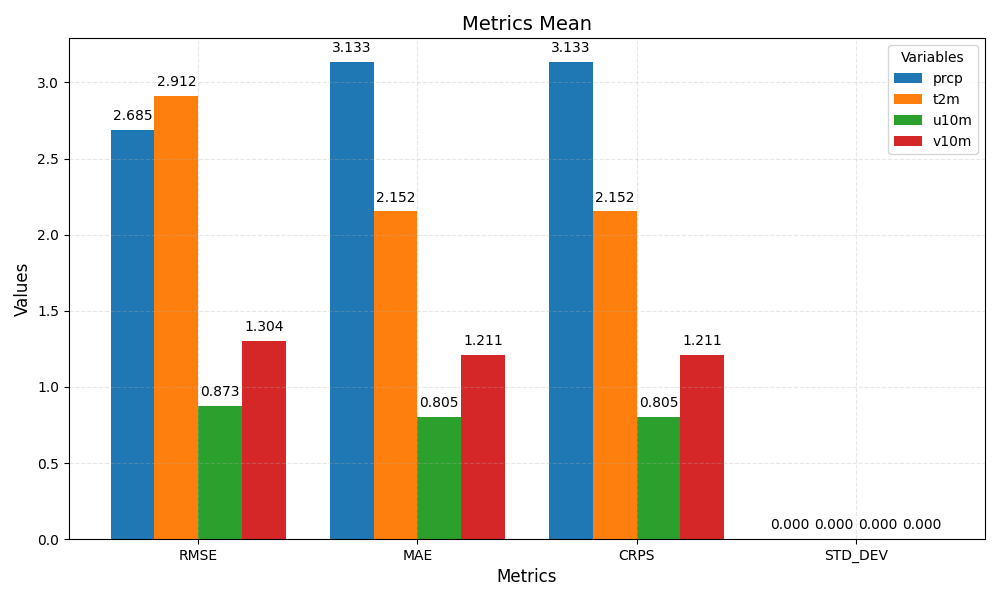 Metrics Mean
Variables
prcp
t2m
u10m
v10m
Values
3.0
2.5
2.0
1.5
1.0
0.5
0.0
2.685
2.912
0.873
1.304
3.133
2.152
0.805
1.211
3.133
2.152
0.805
1.211
0.000 0.000 0.000 0.000
RMSE MAE CRPS STD_DEV
Metrics